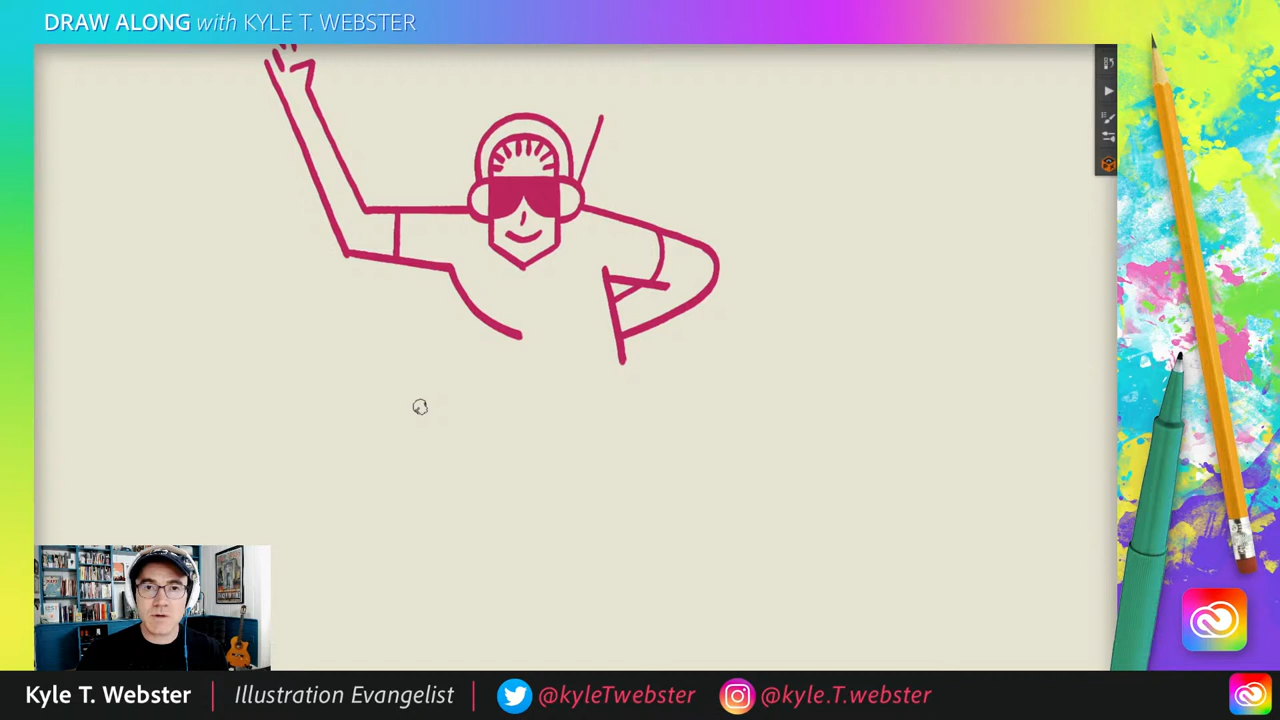 DRAW ALONG with KYLE T. WEBSTER
Kyle T. Webster | Illustration Evangelist | @kyleTwebster @kyle.T.webster